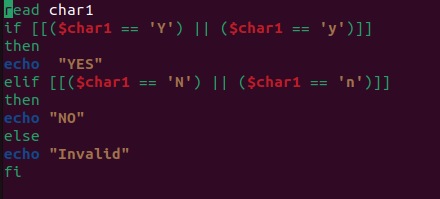 read char1
if [[($char1 == 'Y') || ($char1 == 'y')]]
then
echo  "YES"
elif [[($char1 == 'N') || ($char1 == 'n')]]
then
echo "NO"
else
echo "Invalid"
fi